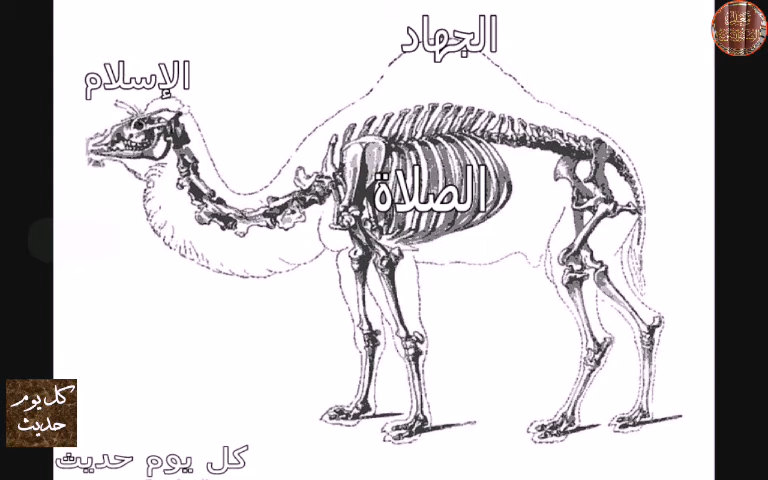 الجهاد
الإسلام
الصلاة
كل يوم
حديث
كل يوم حديث